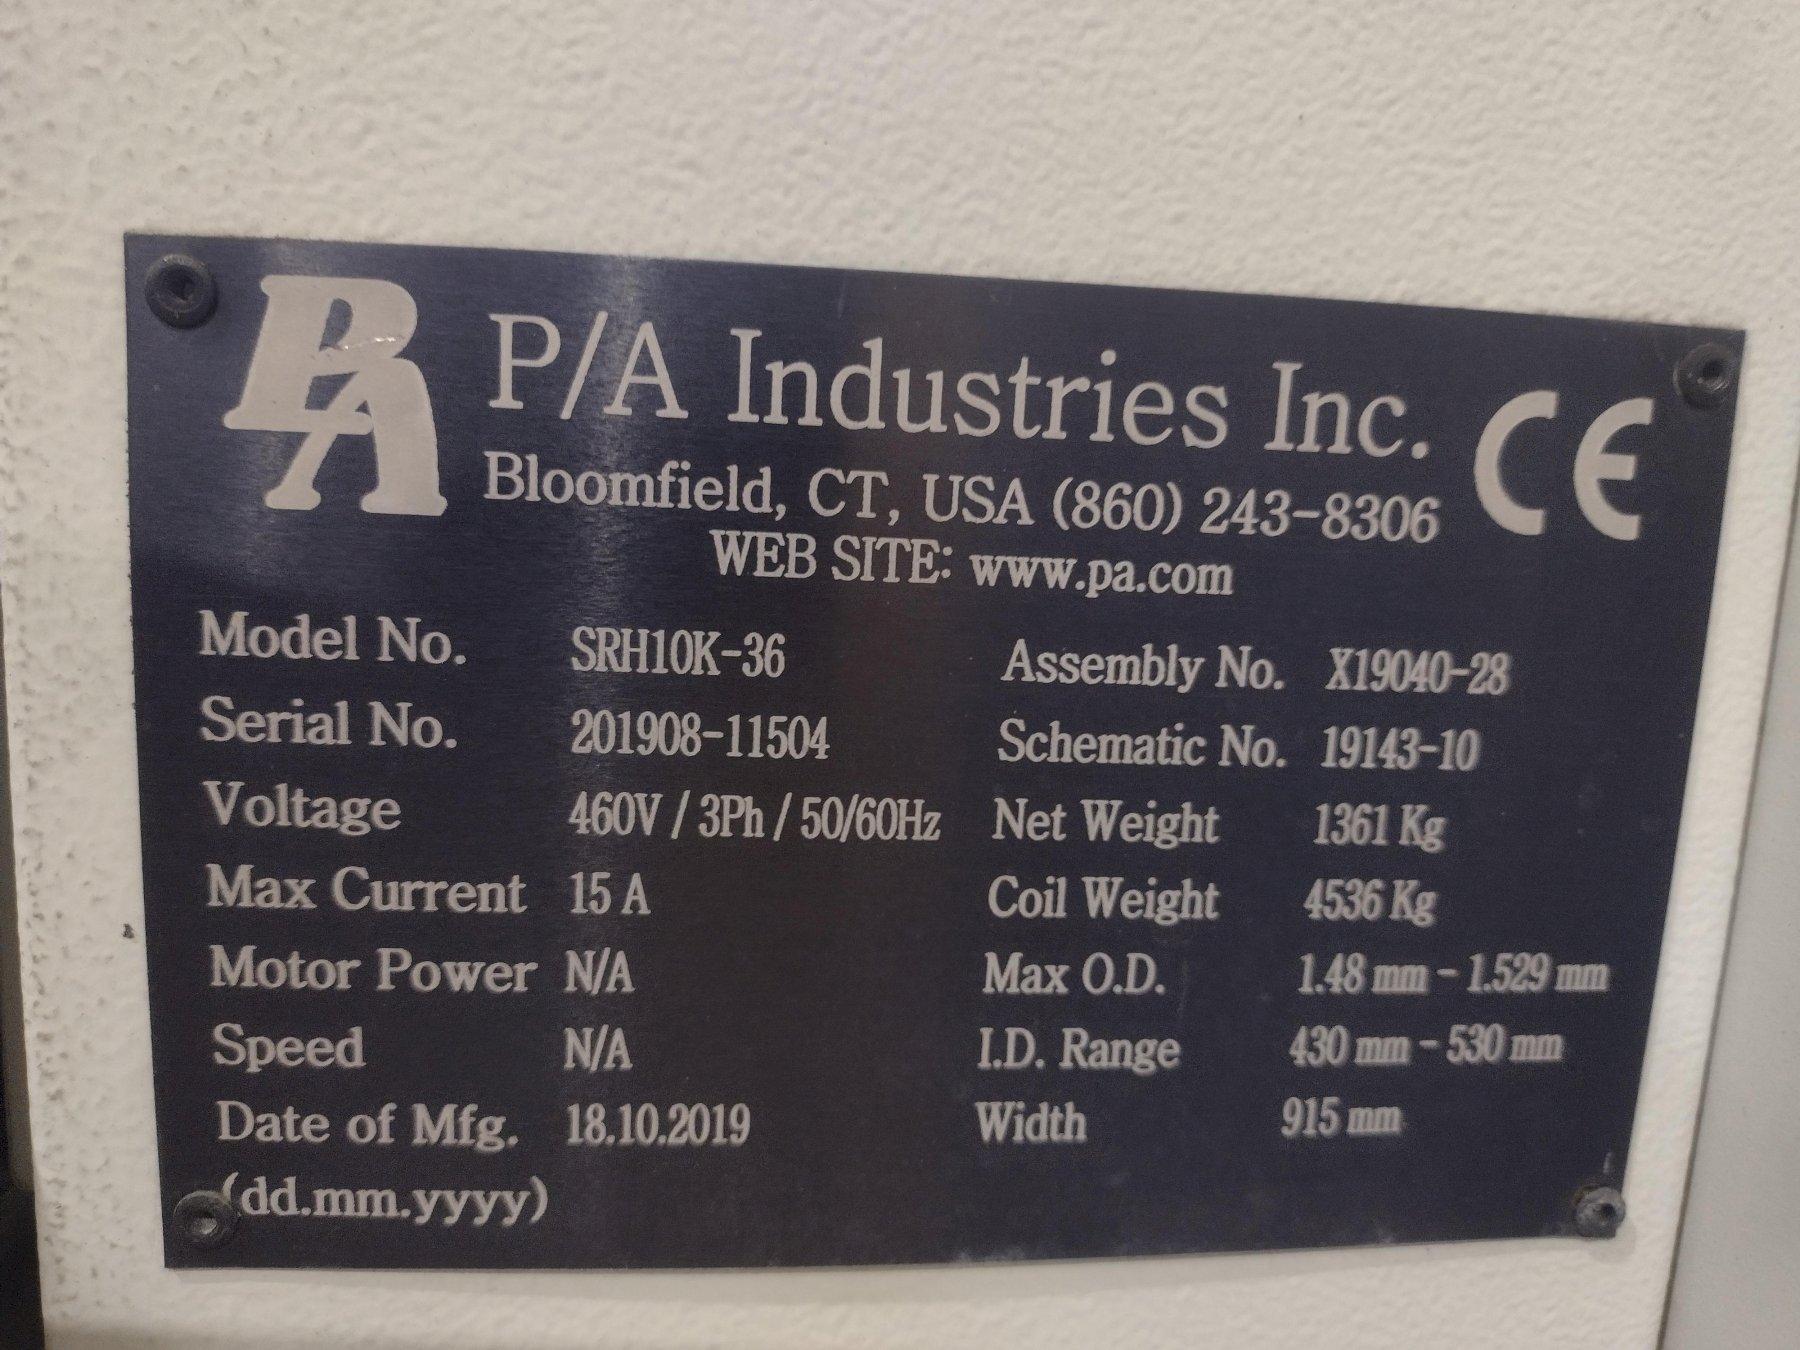 PA
P/A Industries Inc. CE
Bloomfield, CT, USA (860) 243-8306
WEB SITE: www.pa.com
Model No. SRH10K-36 Assembly No. X19040-28
Serial No. 201908-11504 Schematic No. 19143-10
Voltage 460V / 3Ph / 50/60Hz Net Weight 1361 Kg
Max Current 15 A Coil Weight 4536 Kg
Motor Power N/A Max O.D. 1.48 mm - 1.529 mm
Speed N/A I.D. Range 430 mm - 530 mm
Date of Mfg. 18.10.2019 Width 915 mm
(dd.mm.yyyy)